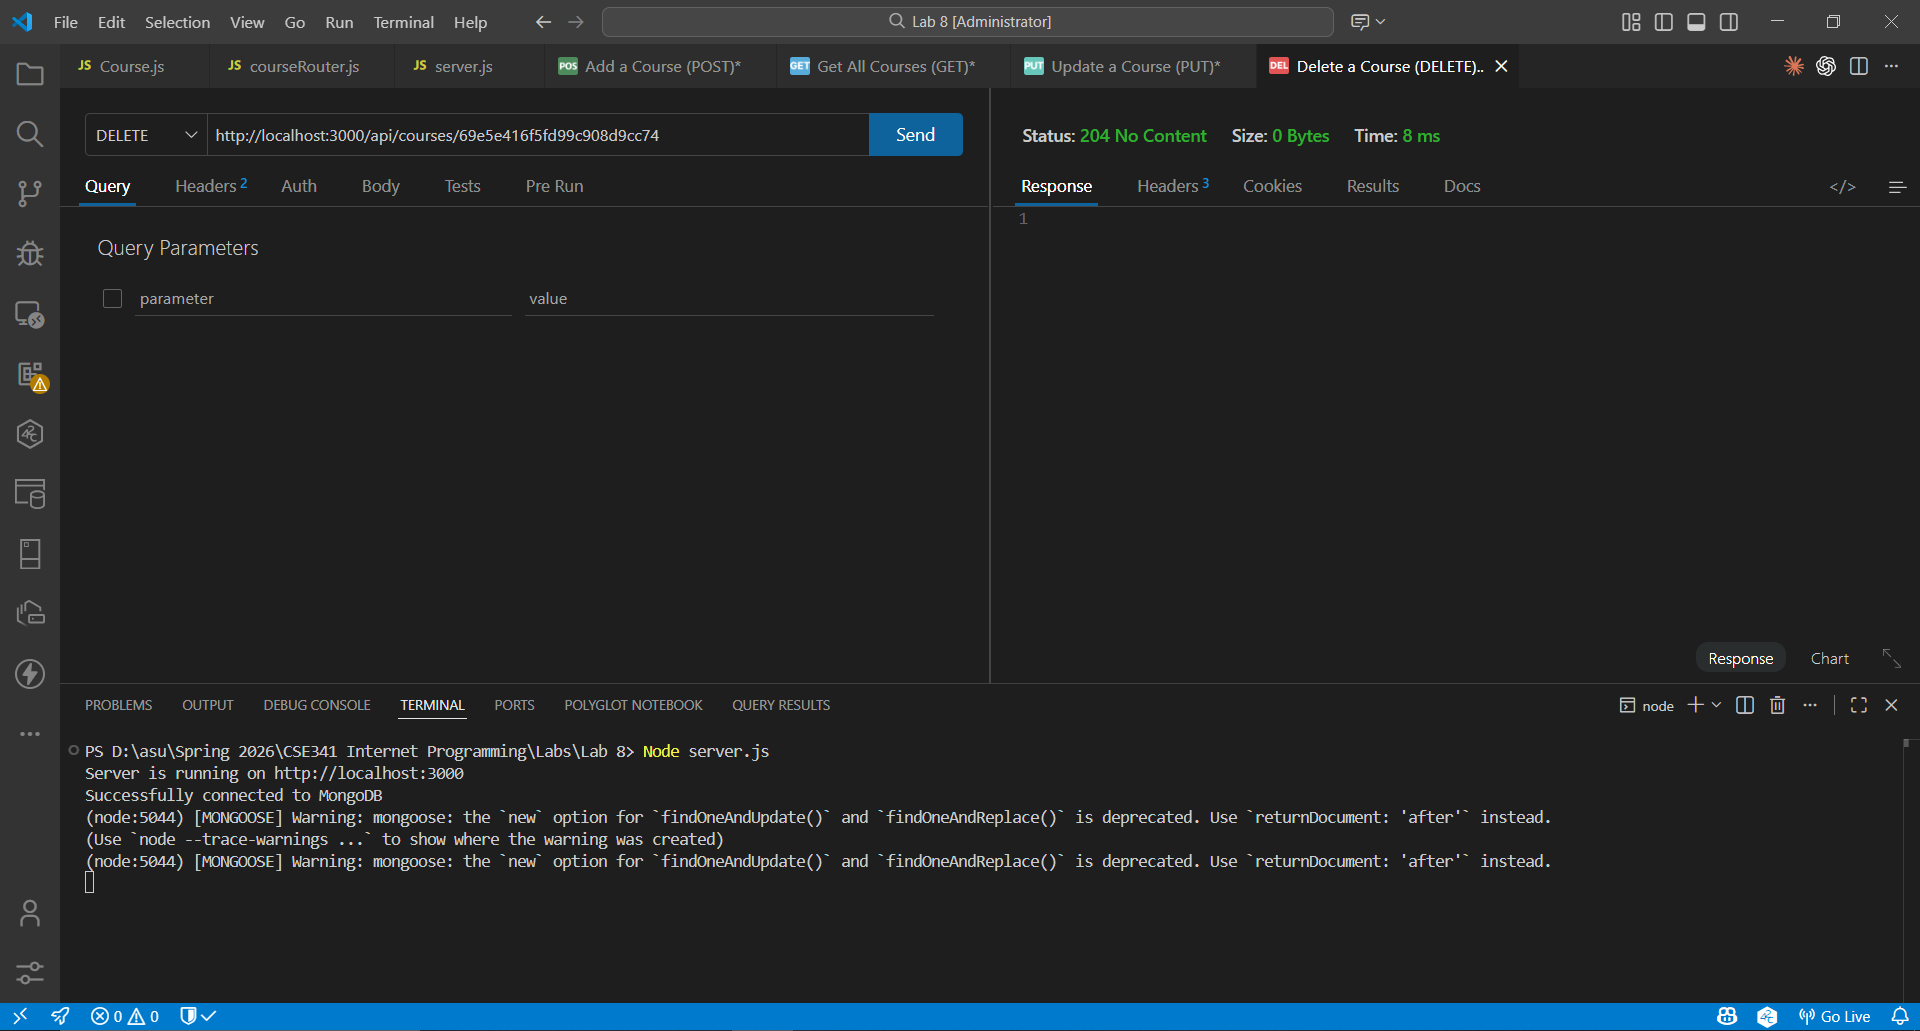 File Edit Selection View Go Run Terminal Help
Lab 8 [Administrator]
JS Course.js
JS courseRouter.js
JS server.js
POS Add a Course (POST)*
GET Get All Courses (GET)*
PUT Update a Course (PUT)*
DEL Delete a Course (DELETE)..
DELETE
http://localhost:3000/api/courses/69e5e416f5fd99c908d9cc74
Send
Query Headers 2 Auth Body Tests Pre Run
Query Parameters
parameter value
Status: 204 No Content Size: 0 Bytes Time: 8 ms
Response Headers 3 Cookies Results Docs
</>
1
Response Chart
PROBLEMS OUTPUT DEBUG CONSOLE TERMINAL PORTS POLYGLOT NOTEBOOK QUERY RESULTS
node
PS D:\asu\Spring 2026\CSE341 Internet Programming\Labs\Lab 8> Node server.js
Server is running on http://localhost:3000
Successfully connected to MongoDB
(node:5044) [MONGOOSE] Warning: mongoose: the `new` option for `findOneAndUpdate()` and `findOneAndReplace()` is deprecated. Use `returnDocument: 'after'` instead.
(Use `node --trace-warnings ...` to show where the warning was created)
(node:5044) [MONGOOSE] Warning: mongoose: the `new` option for `findOneAndUpdate()` and `findOneAndReplace()` is deprecated. Use `returnDocument: 'after'` instead.
0 0
Go Live